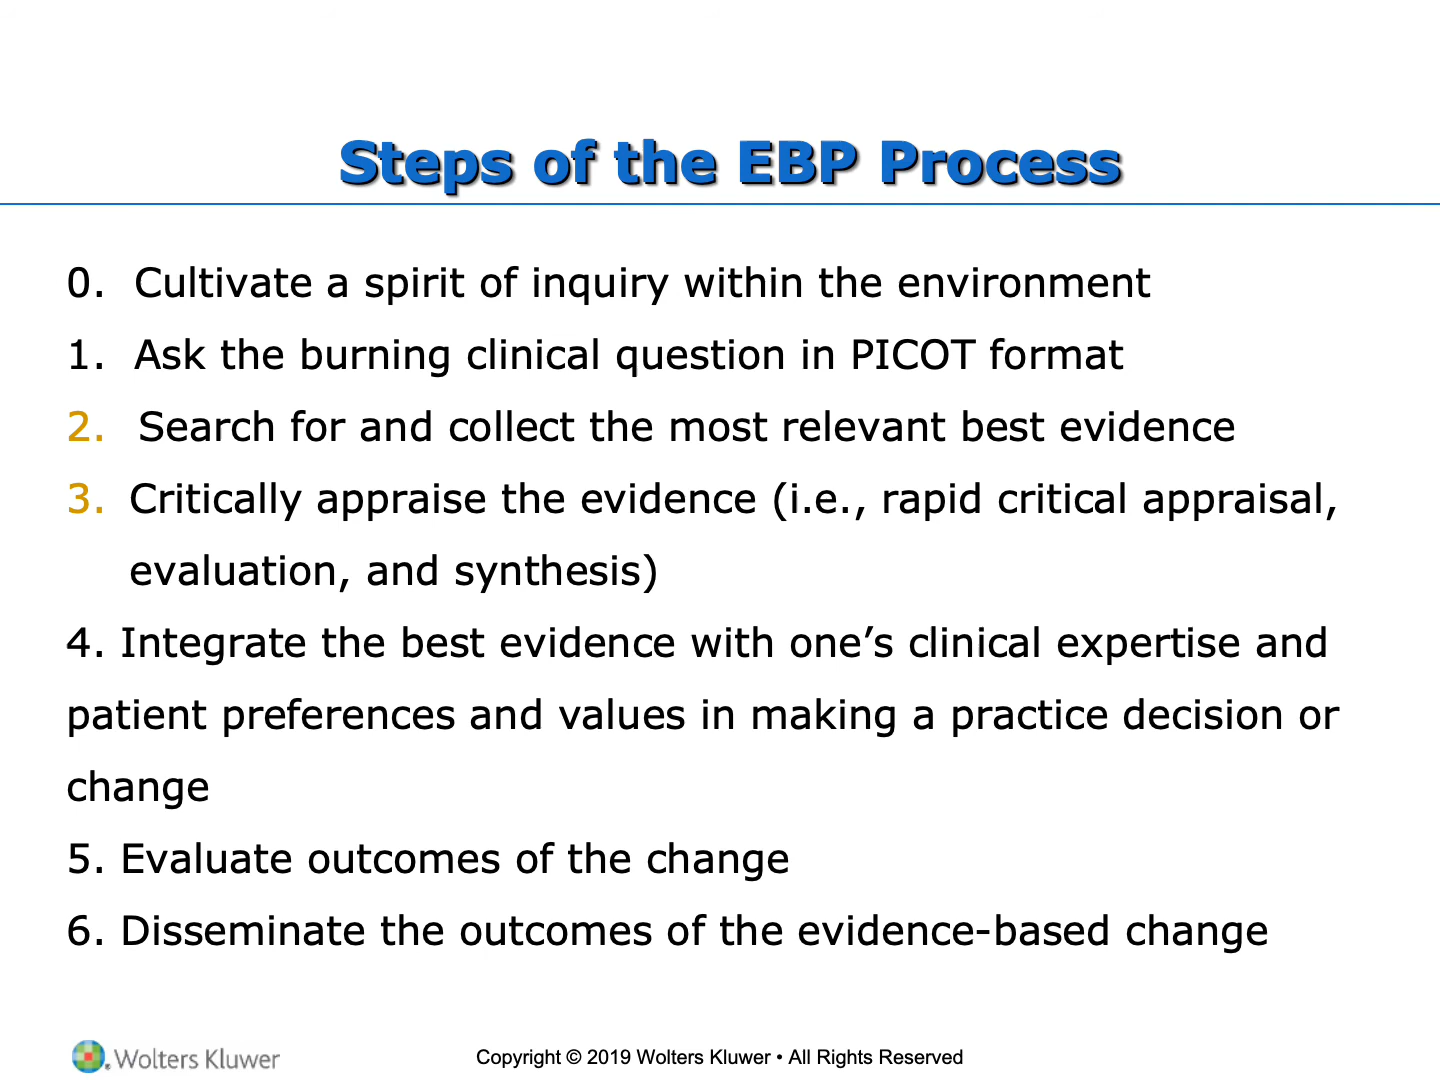 Steps of the EBP Process
0. Cultivate a spirit of inquiry within the environment
1. Ask the burning clinical question in PICOT format
2. Search for and collect the most relevant best evidence
3. Critically appraise the evidence (i.e., rapid critical appraisal,
evaluation, and synthesis)
4. Integrate the best evidence with one’s clinical expertise and
patient preferences and values in making a practice decision or
change
5. Evaluate outcomes of the change
6. Disseminate the outcomes of the evidence-based change
Wolters Kluwer
Copyright © 2019 Wolters Kluwer • All Rights Reserved